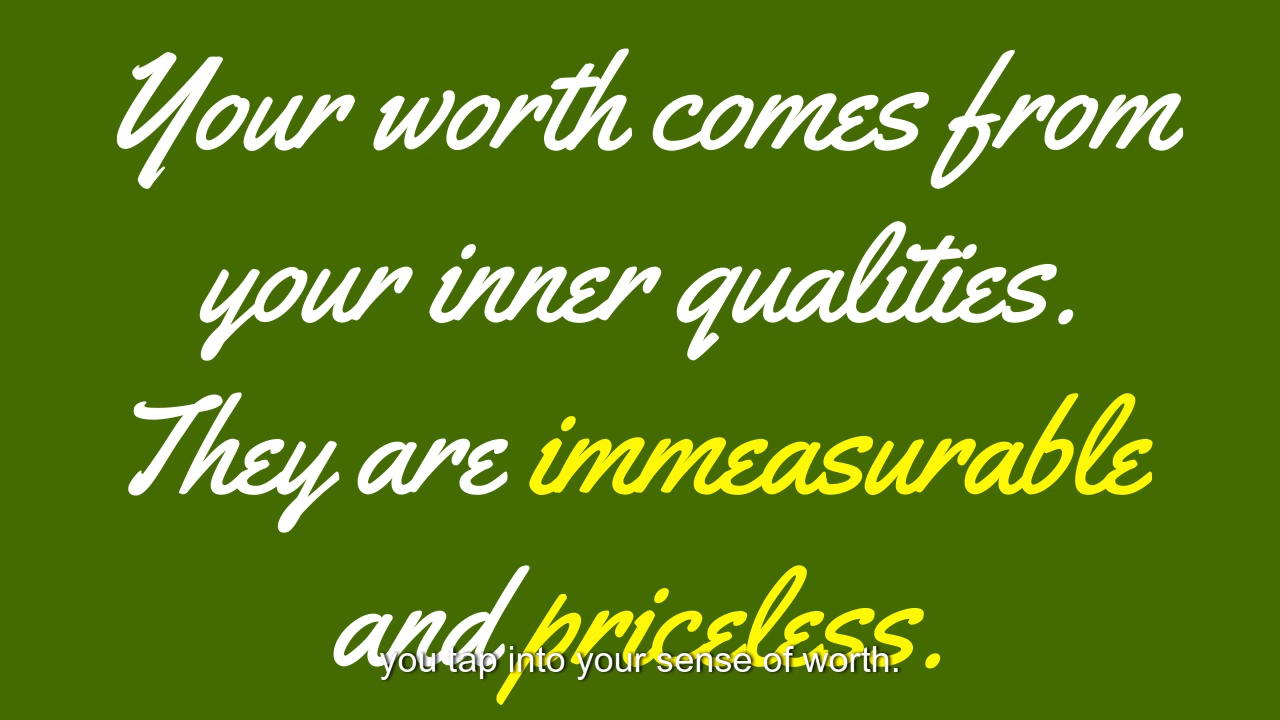 Your worth comes from
your inner qualities.
They are immeasurable
and priceless.
you tap into your sense of worth.